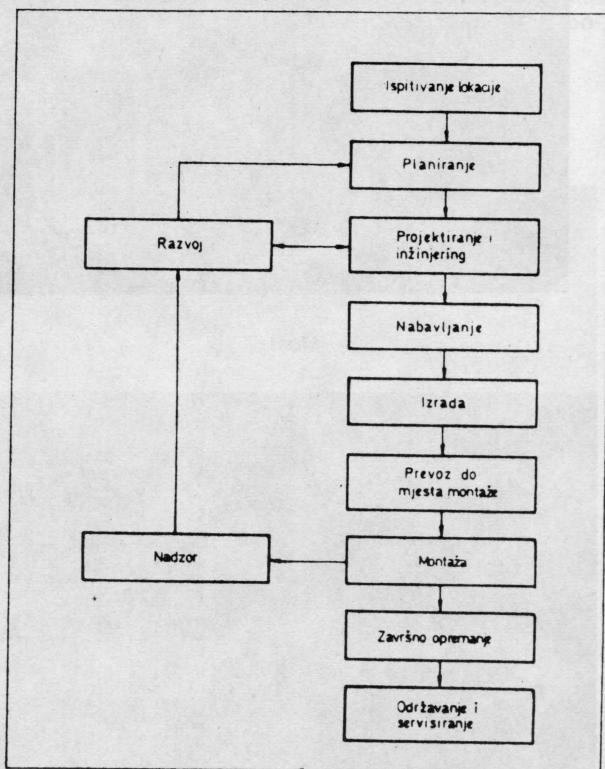 Ispitivanje lokacije
Planiranje
Razvoj
Projektiranje i
inžinjering
Nabavljanje
Izrada
Prevoz do
mjesta montaže
Nadzor
Montaža
Završno opremanje
Održavanje i
servisiranje